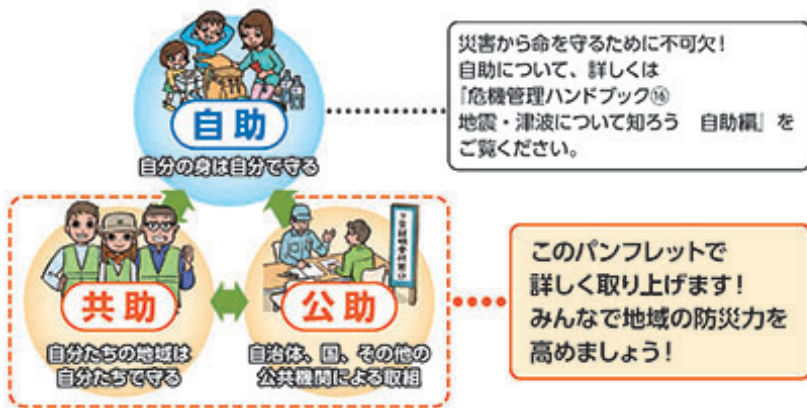 自助
自分の身は自分で守る
災害から命を守るために不可欠！
自助について、詳しくは
『危機管理ハンドブック⑯
地震・津波について知ろう　自助編』を
ご覧ください。
共助
自分たちの地域は
自分たちで守る
公助
自治体、国、その他の
公共機関による取組
このパンフレットで
詳しく取り上げます！
みんなで地域の防災力を
高めましょう！